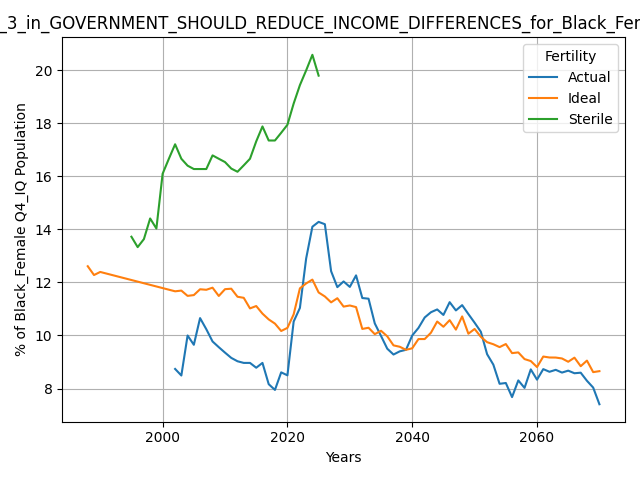 _3_in_GOVERNMENT_SHOULD_REDUCE_INCOME_DIFFERENCES_for_Black_Fer
Fertility
Actual
Ideal
Sterile
% of Black_Female Q4_IQ Population
20
18
16
14
12
10
8
2000
2020
2040
2060
Years